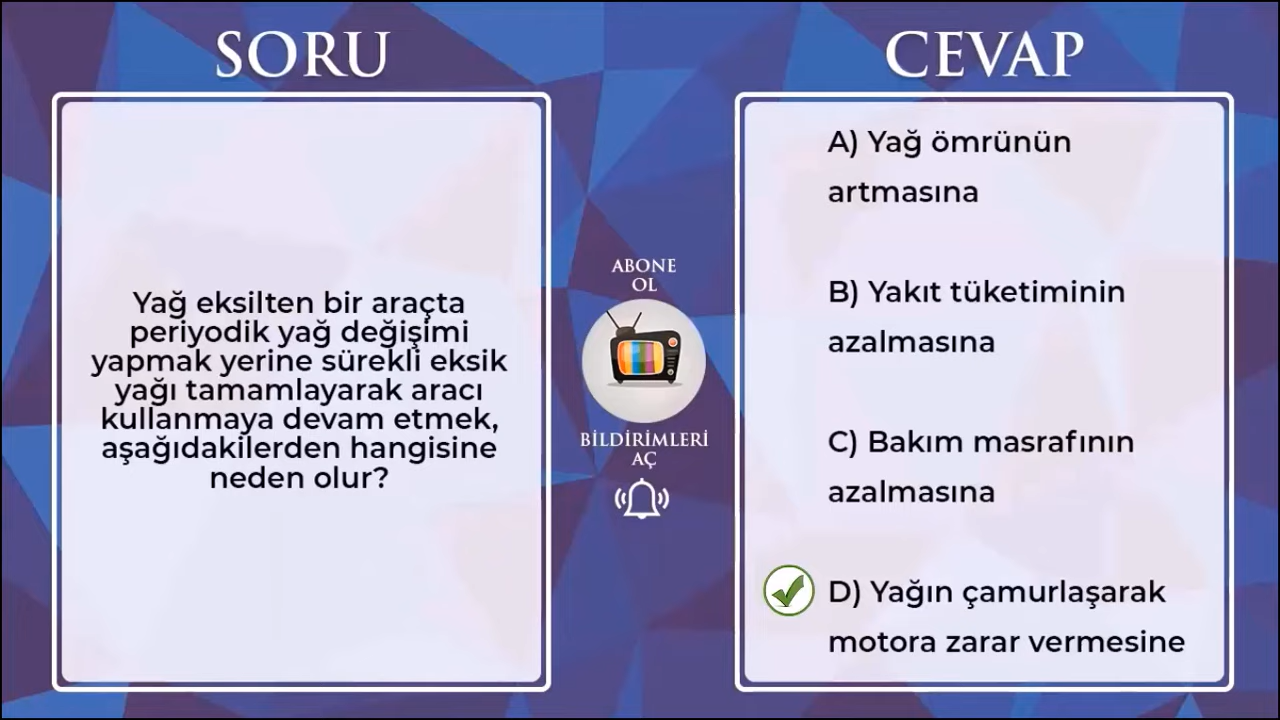 SORU
Yağ eksilten bir araçta
periyodik yağ değişimi
yapmak yerine sürekli eksik
yağı tamamlayarak aracı
kullanmaya devam etmek,
aşağıdakilerden hangisine
neden olur?
ABONE
OL
BİLDİRİMLERİ
AÇ
CEVAP
A) Yağ ömrünün
artmasına
B) Yakıt tüketiminin
azalmasına
C) Bakım masrafının
azalmasına
D) Yağın çamurlaşarak
motora zarar vermesine